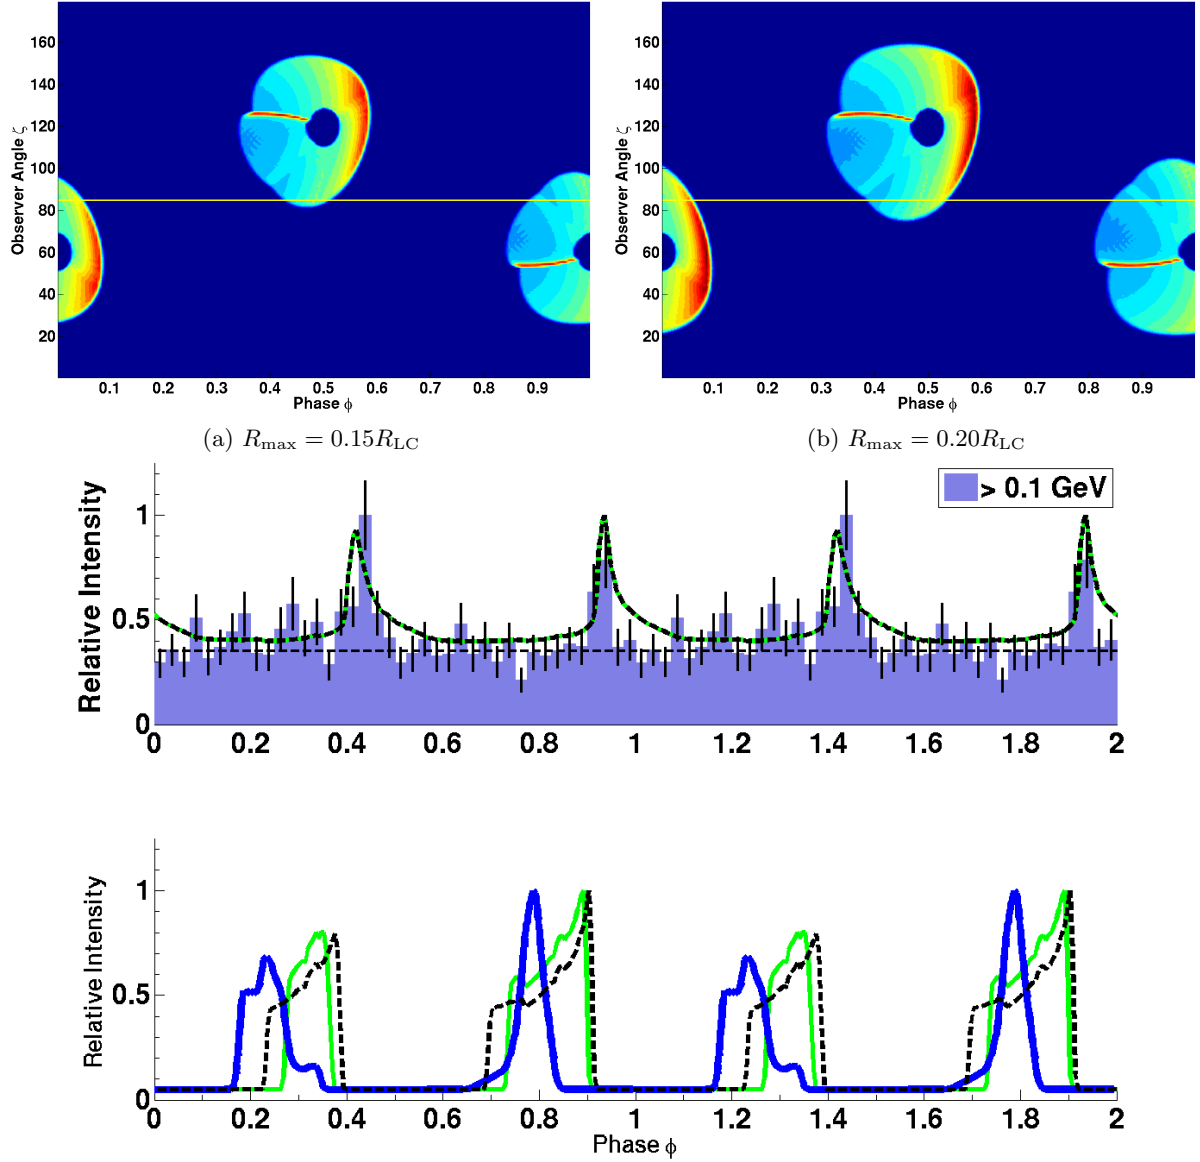 160
140
120
100
80
60
40
20
Observer Angle ζ
0.1 0.2 0.3 0.4 0.5 0.6 0.7 0.8 0.9
Phase ϕ
(a) R_max = 0.15R_LC
160
140
120
100
80
60
40
20
Observer Angle ζ
0.1 0.2 0.3 0.4 0.5 0.6 0.7 0.8 0.9
Phase ϕ
(b) R_max = 0.20R_LC
> 0.1 GeV
Relative Intensity
1
0.5
0
0 0.2 0.4 0.6 0.8 1 1.2 1.4 1.6 1.8 2
Relative Intensity
1
0.5
0
0 0.2 0.4 0.6 0.8 1 1.2 1.4 1.6 1.8 2
Phase ϕ